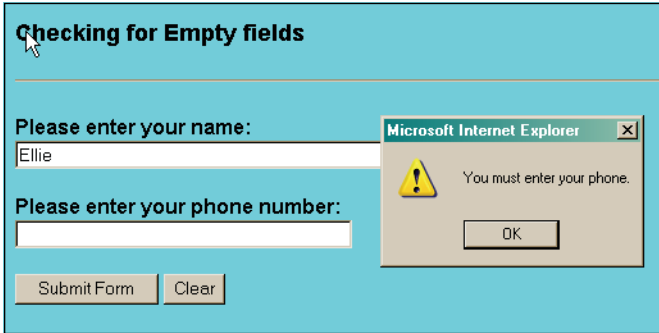 Checking for Empty fields
Please enter your name:
Ellie
Microsoft Internet Explorer
You must enter your phone.
OK
Please enter your phone number:
Submit Form
Clear